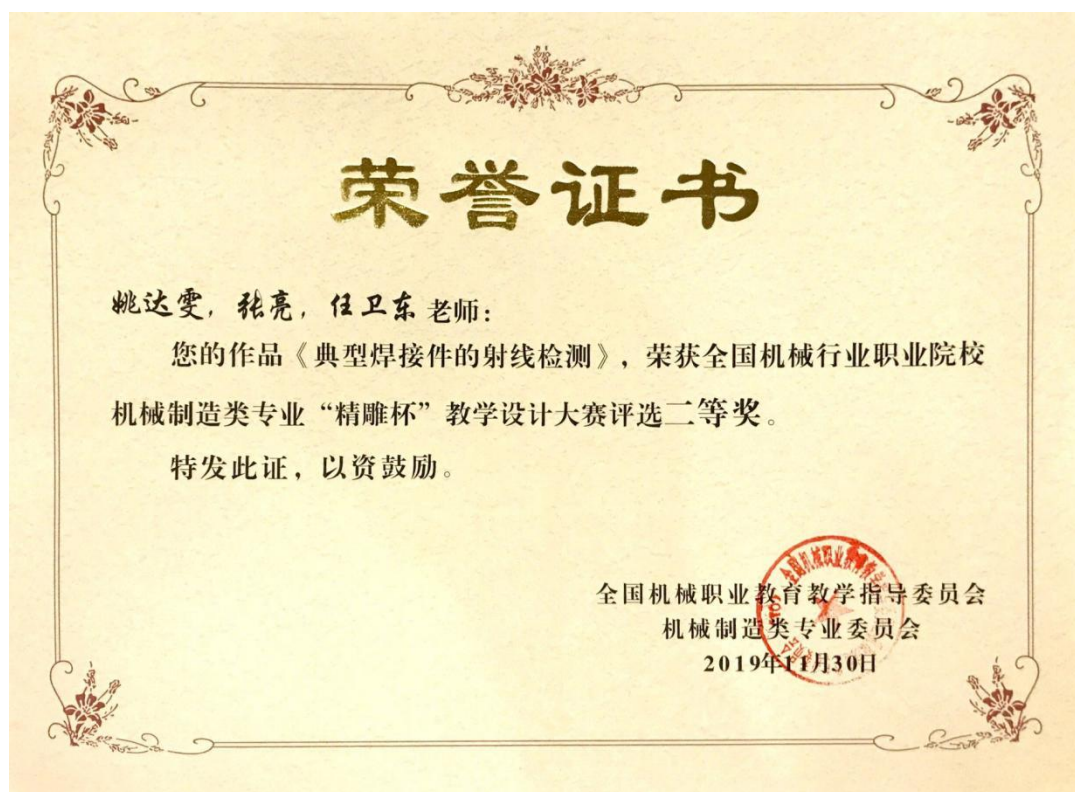 荣誉证书
姚达雯，张亮，任卫东老师：
您的作品《典型焊接件的射线检测》，荣获全国机械行业职业院校
机械制造类专业“精雕杯”教学设计大赛评选二等奖。
特发此证，以资鼓励。
全国机械职业教育教学指导委员会
机械制造类专业委员会
2019年11月30日